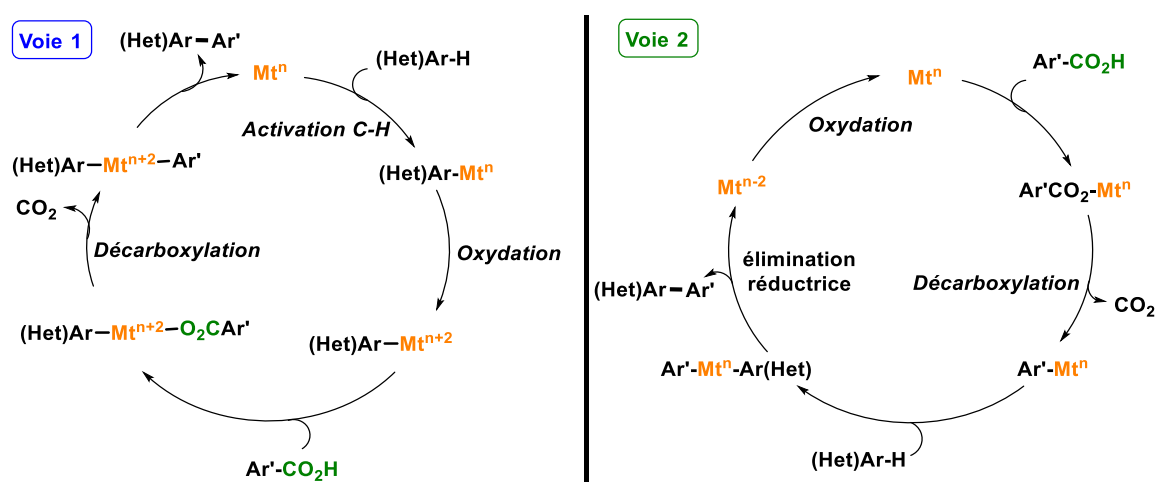 Voie 1
(Het)Ar–Ar'
Mtⁿ
(Het)Ar-H
Activation C-H
(Het)Ar–Mtⁿ⁺²–Ar'
(Het)Ar-Mtⁿ
CO₂
Décarboxylation
Oxydation
(Het)Ar–Mtⁿ⁺²–O₂CAr'
(Het)Ar–Mtⁿ⁺²
Ar'-CO₂H
Voie 2
Mtⁿ
Ar'-CO₂H
Oxydation
Mtⁿ⁻²
Ar'CO₂-Mtⁿ
élimination
réductrice
Décarboxylation
(Het)Ar–Ar'
CO₂
Ar'-Mtⁿ-Ar(Het)
Ar'-Mtⁿ
(Het)Ar-H